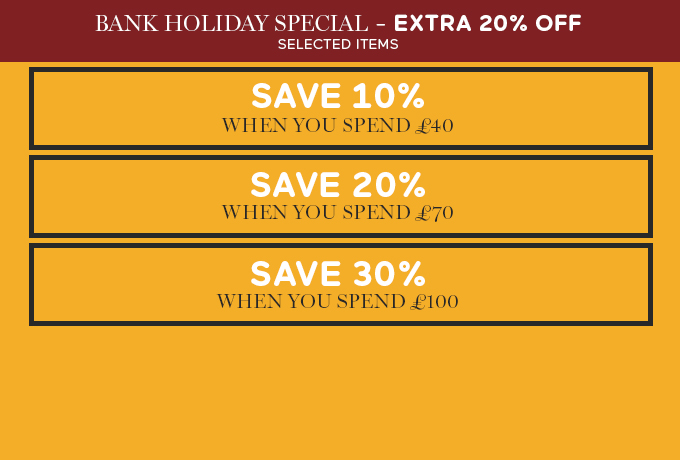 BANK HOLIDAY SPECIAL – EXTRA 20% OFF
SELECTED ITEMS
SAVE 10%
WHEN YOU SPEND £40
SAVE 20%
WHEN YOU SPEND £70
SAVE 30%
WHEN YOU SPEND £100